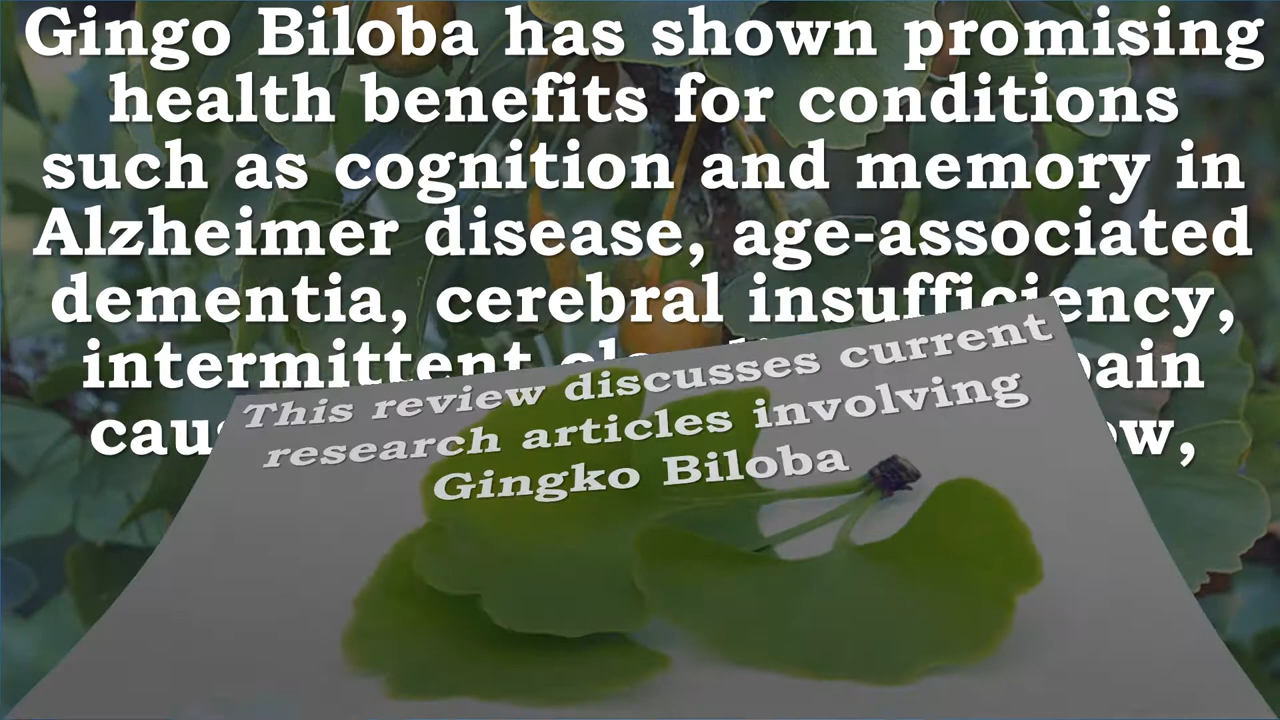 Gingo Biloba has shown promising
health benefits for conditions
such as cognition and memory in
Alzheimer disease, age-associated
dementia, cerebral insufficiency,
intermittent
This review discusses current
research articles involving
Gingko Biloba